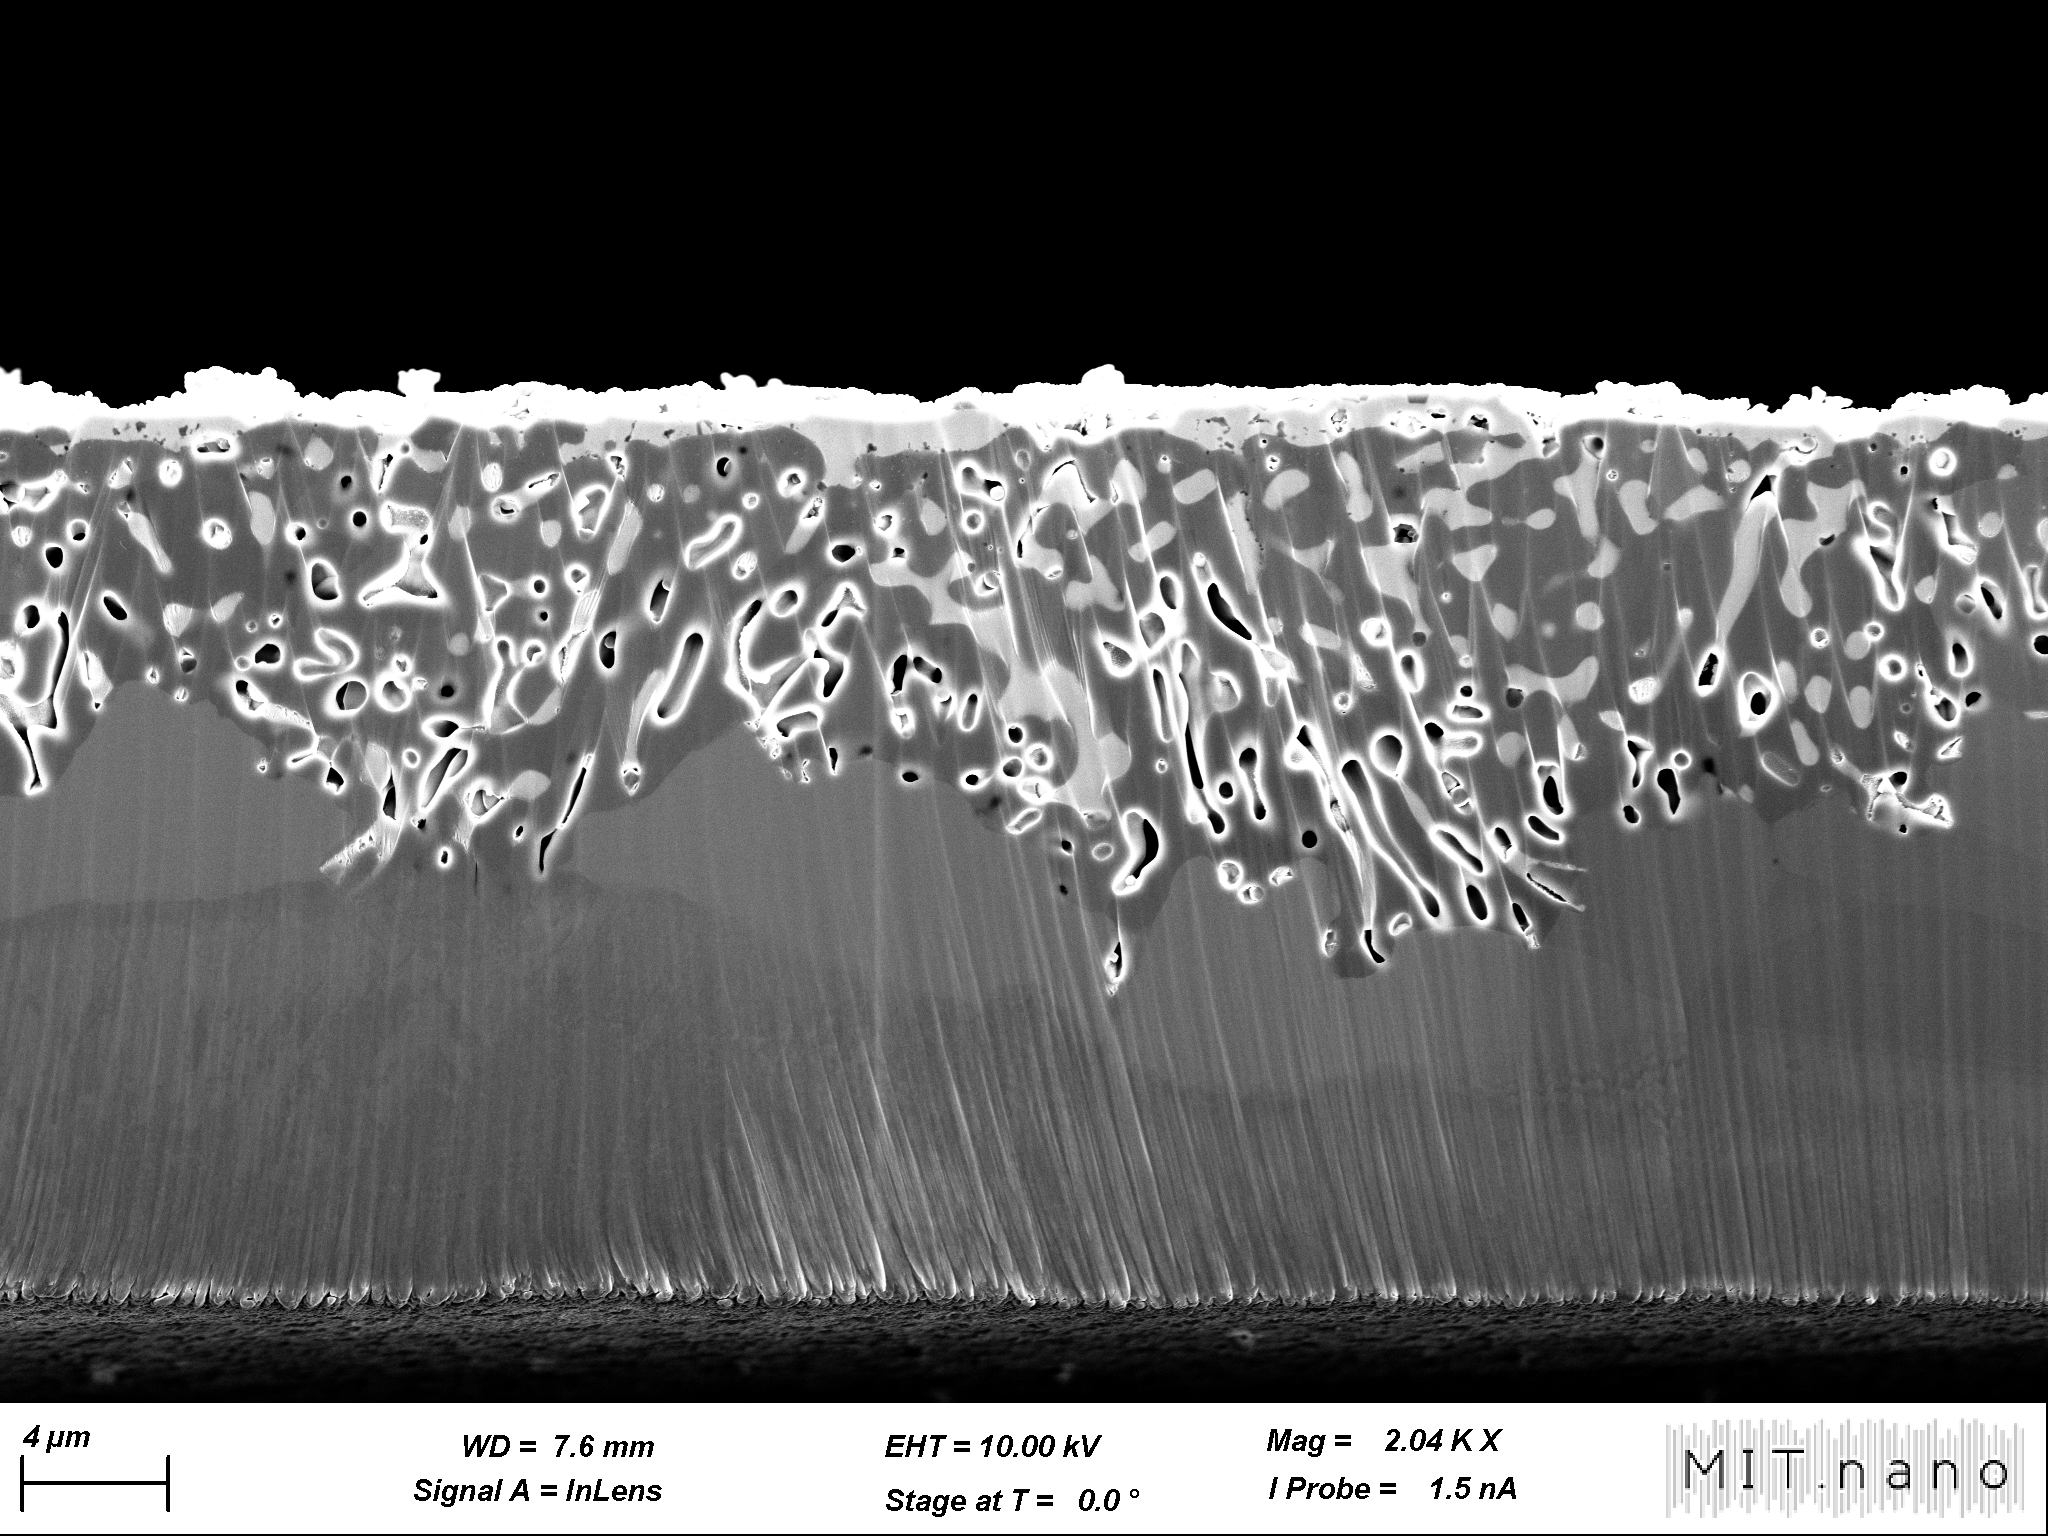 4 µm
WD = 7.6 mm
Signal A = InLens
EHT = 10.00 kV
Stage at T = 0.0 °
Mag = 2.04 K X
I Probe = 1.5 nA
MIT.nano